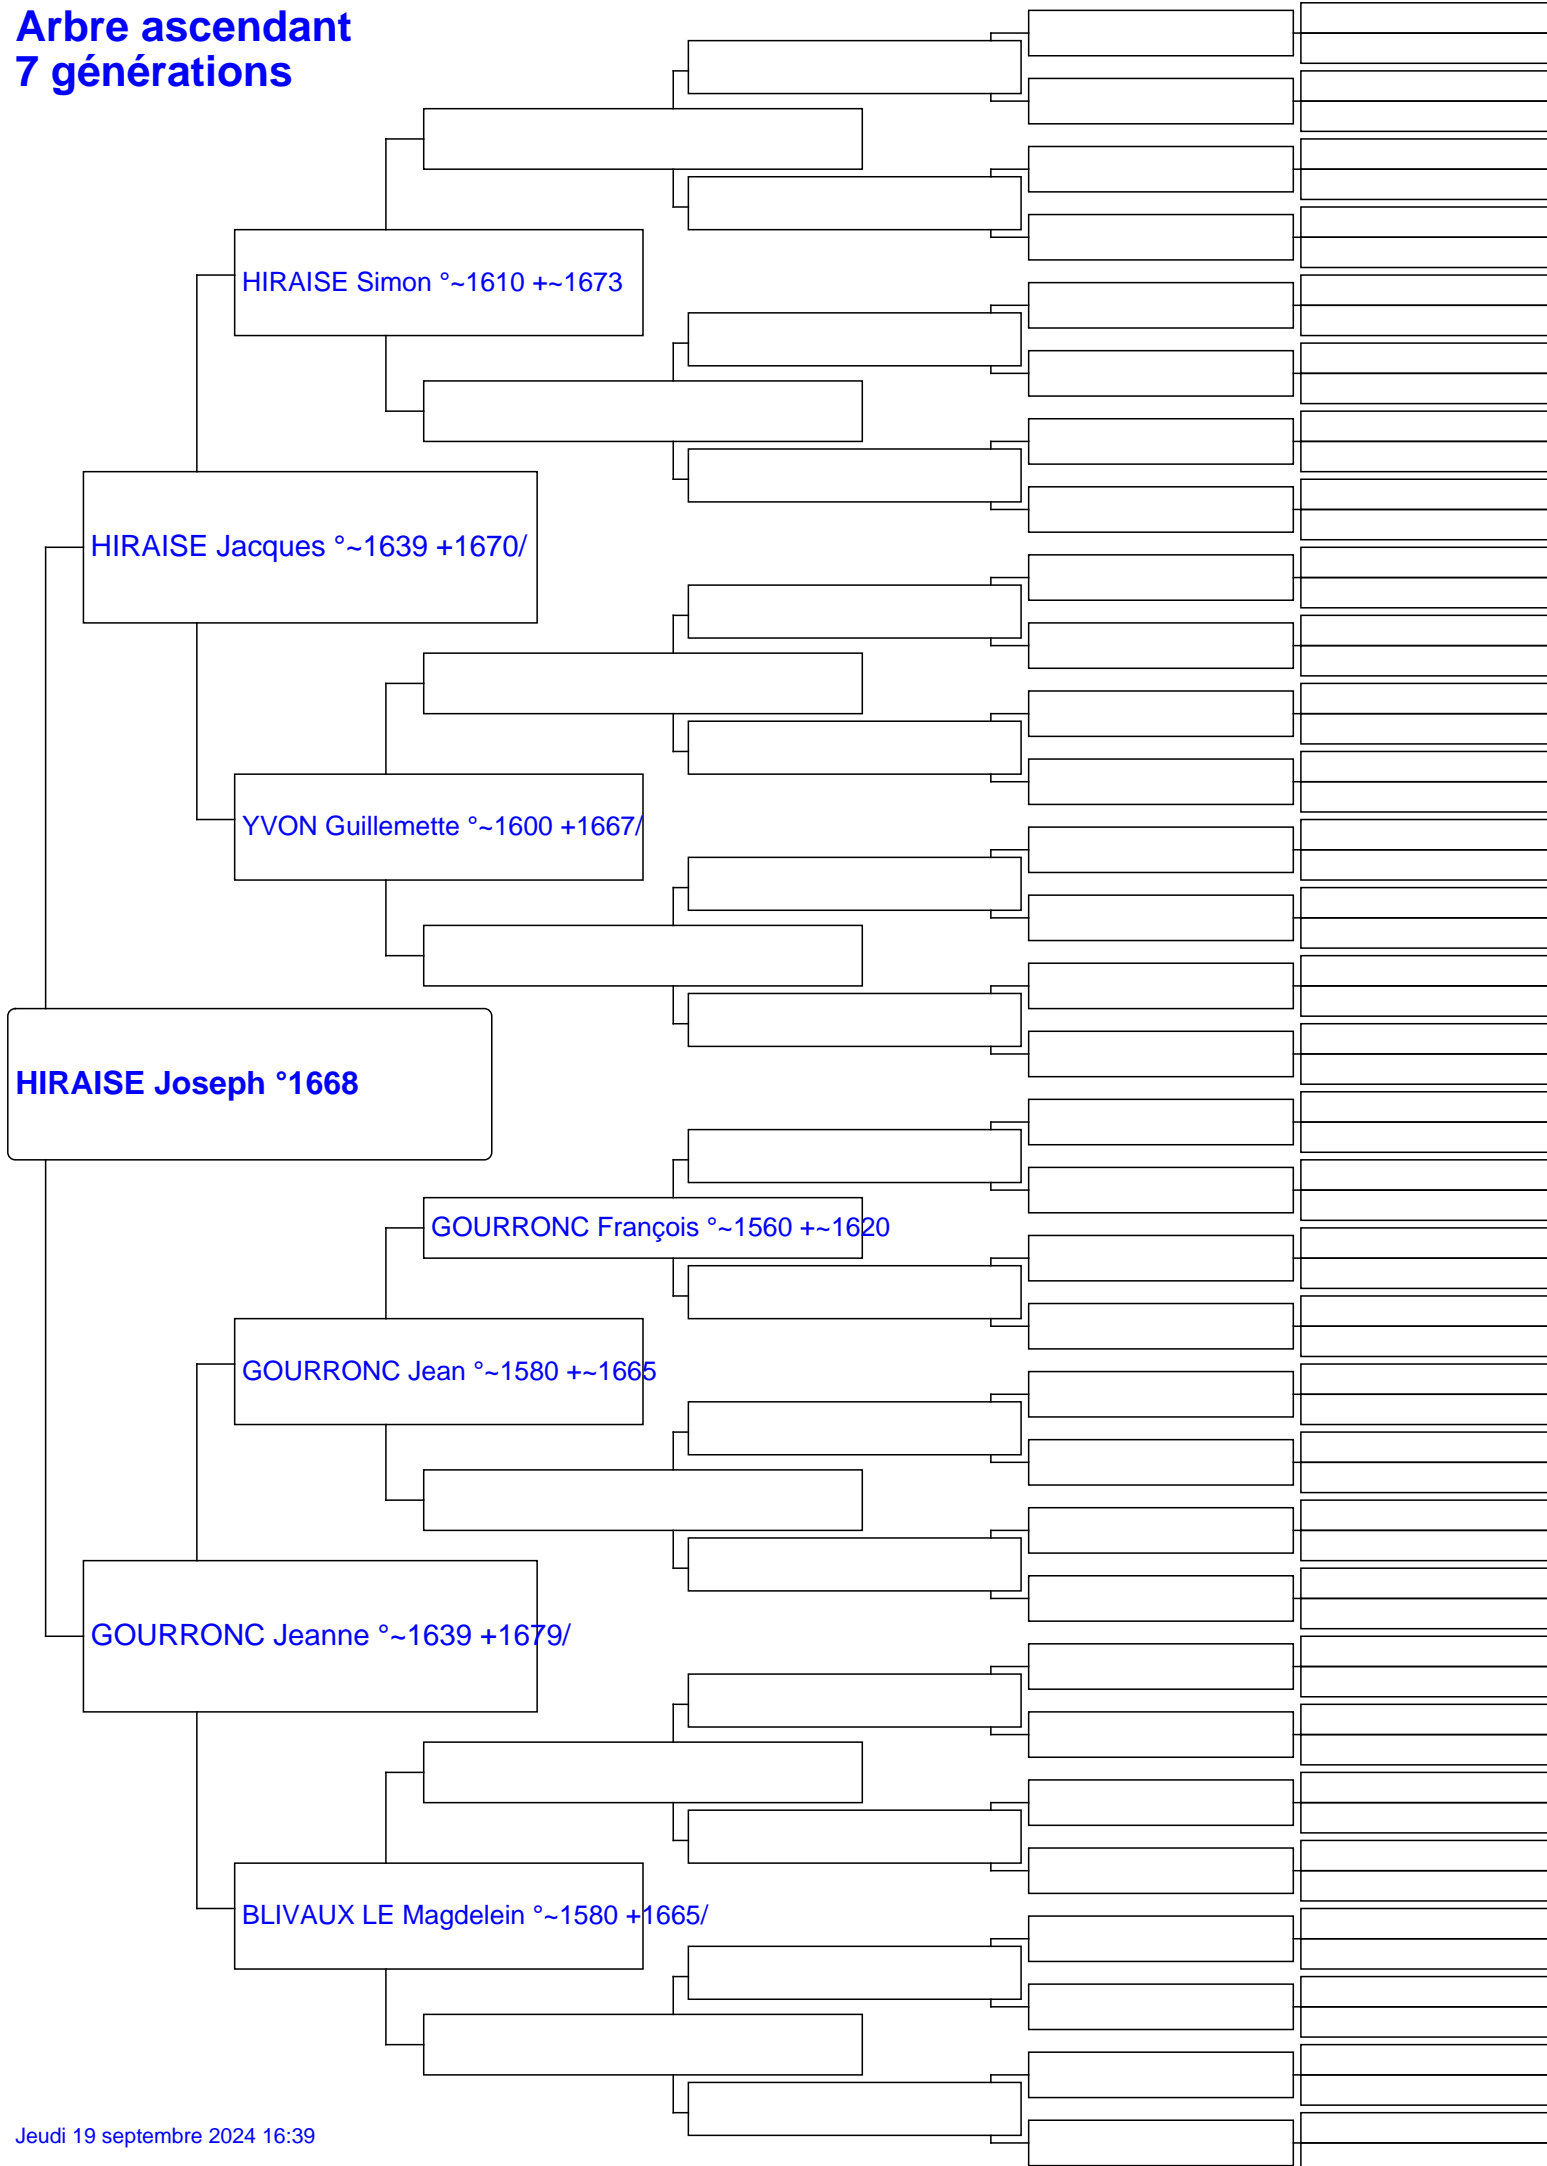 Arbre ascendant
7 générations
HIRAISE Simon °~1610 +~1673
HIRAISE Jacques °~1639 +1670/
YVON Guillemette °~1600 +1667/
HIRAISE Joseph °1668
GOURRONC François °~1560 +~1620
GOURRONC Jean °~1580 +~1665
GOURRONC Jeanne °~1639 +1679/
BLIVAUX LE Magdelein °~1580 +1665/
Jeudi 19 septembre 2024 16:39